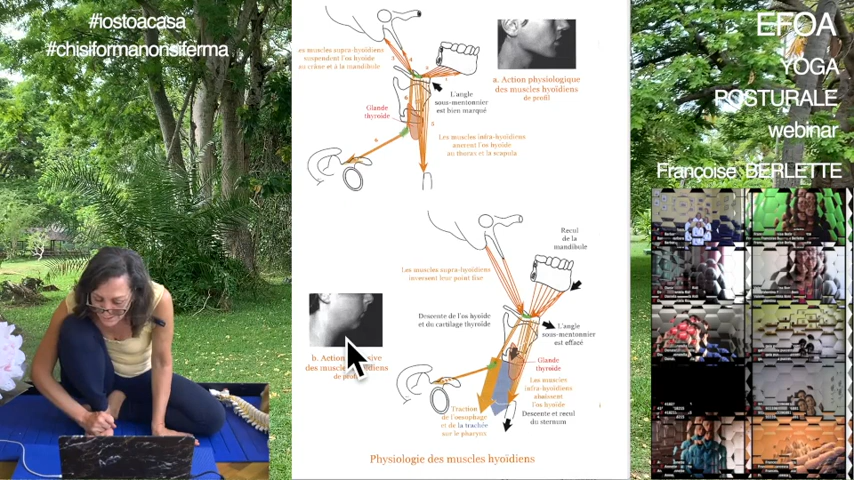 #iostoacasa
#chisiformanonsiferma
es muscles supra-hyoïdiens
suspendent l'os hyoïde
au crâne et à la mandibule
a. Action physiologique
des muscles hyoïdiens
de profil
L'angle
sous-mentonnier
est bien marqué
Glande
thyroïde
Les muscles infra-hyoïdiens
ancrent l'os hyoïde
au thorax et la scapula
Recul
de la
mandibule
Les muscles supra-hyoïdiens
inversent leur point fixe
Descente de l'os hyoïde
et du cartilage thyroïde
L'angle
sous-mentonnier
est effacé
b. Action
des muscles
Glande
thyroïde
Les muscles
infra-hyoïdiens
abaissent
l'os hyoïde
Traction
de l'oesophage
et de la trachée
sur le pharynx
Descente et recul
du sternum
Physiologie des muscles hyoïdiens
EFOA
YOGA
POSTURALE
webinar
Françoise BERLETTE